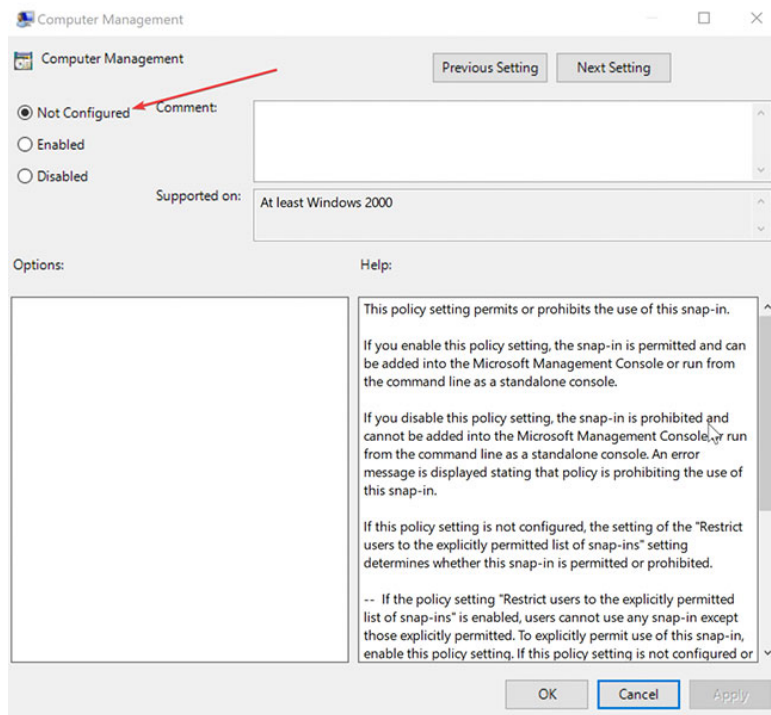 Computer Management
Computer Management
Previous Setting
Next Setting
Not Configured
Comment:
Enabled
Disabled
Supported on:
At least Windows 2000
Options:
Help:
This policy setting permits or prohibits the use of this snap-in.
If you enable this policy setting, the snap-in is permitted and can
be added into the Microsoft Management Console or run from
the command line as a standalone console.
If you disable this policy setting, the snap-in is prohibited and
cannot be added into the Microsoft Management Console or run
from the command line as a standalone console. An error
message is displayed stating that policy is prohibiting the use of
this snap-in.
If this policy setting is not configured, the setting of the "Restrict
users to the explicitly permitted list of snap-ins" setting
determines whether this snap-in is permitted or prohibited.
-- If the policy setting "Restrict users to the explicitly permitted
list of snap-ins" is enabled, users cannot use any snap-in except
those explicitly permitted. To explicitly permit use of this snap-in,
enable this policy setting. If this policy setting is not configured or
OK
Cancel
Apply